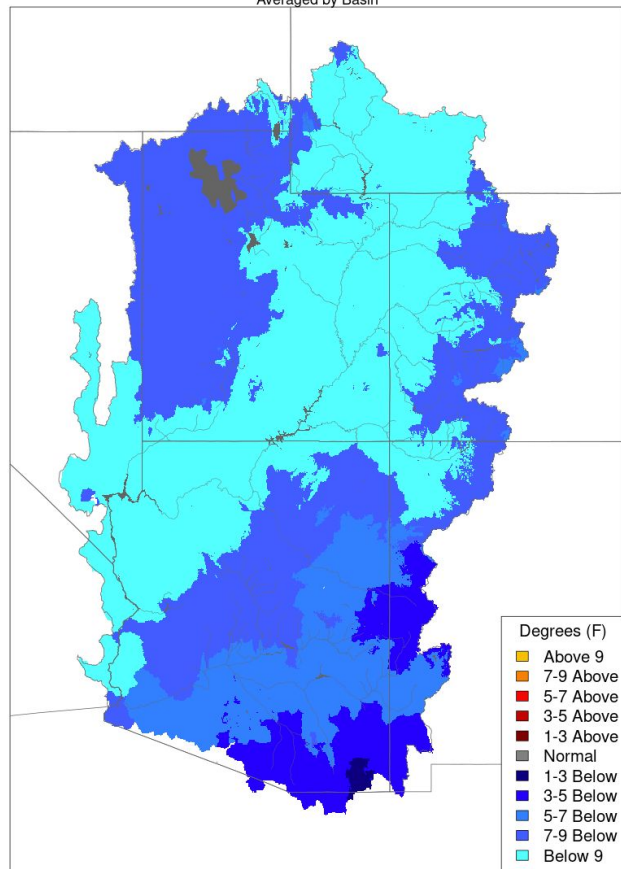 Averaged by Basin
Degrees (F)
Above 9
7-9 Above
5-7 Above
3-5 Above
1-3 Above
Normal
1-3 Below
3-5 Below
5-7 Below
7-9 Below
Below 9